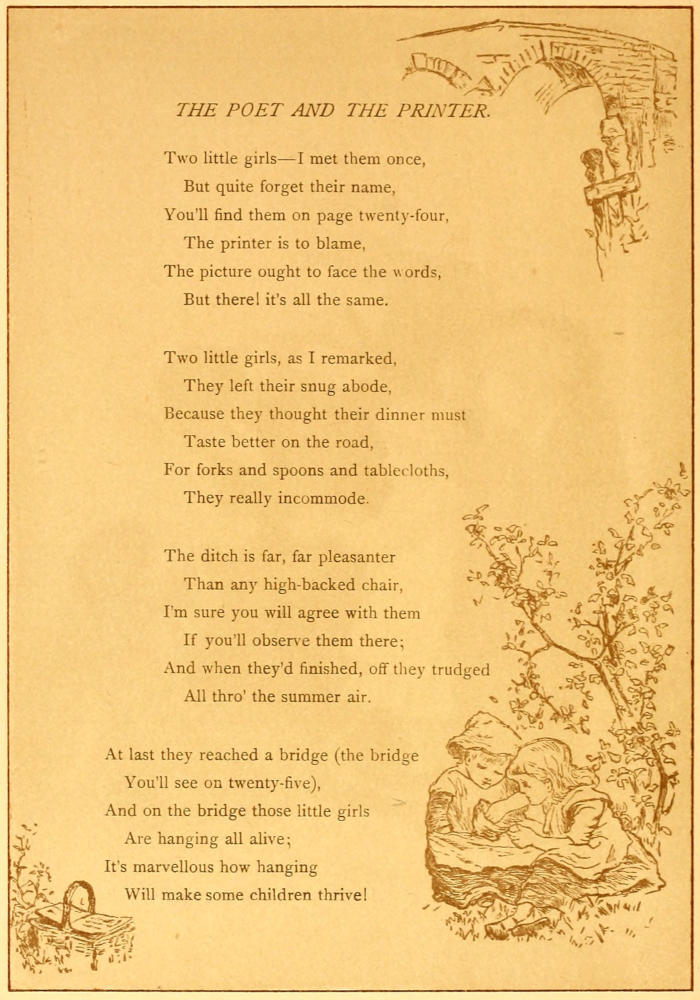 THE POET AND THE PRINTER.
Two little girls—I met them once,
But quite forget their name,
You'll find them on page twenty-four,
The printer is to blame,
The picture ought to face the words,
But there! it's all the same.
Two little girls, as I remarked,
They left their snug abode,
Because they thought their dinner must
Taste better on the road,
For forks and spoons and tablecloths,
They really incommode.
The ditch is far, far pleasanter
Than any high-backed chair,
I'm sure you will agree with them
If you'll observe them there;
And when they'd finished, off they trudged
All thro' the summer air.
At last they reached a bridge (the bridge
You'll see on twenty-five),
And on the bridge those little girls
Are hanging all alive;
It's marvellous how hanging
Will make some children thrive!